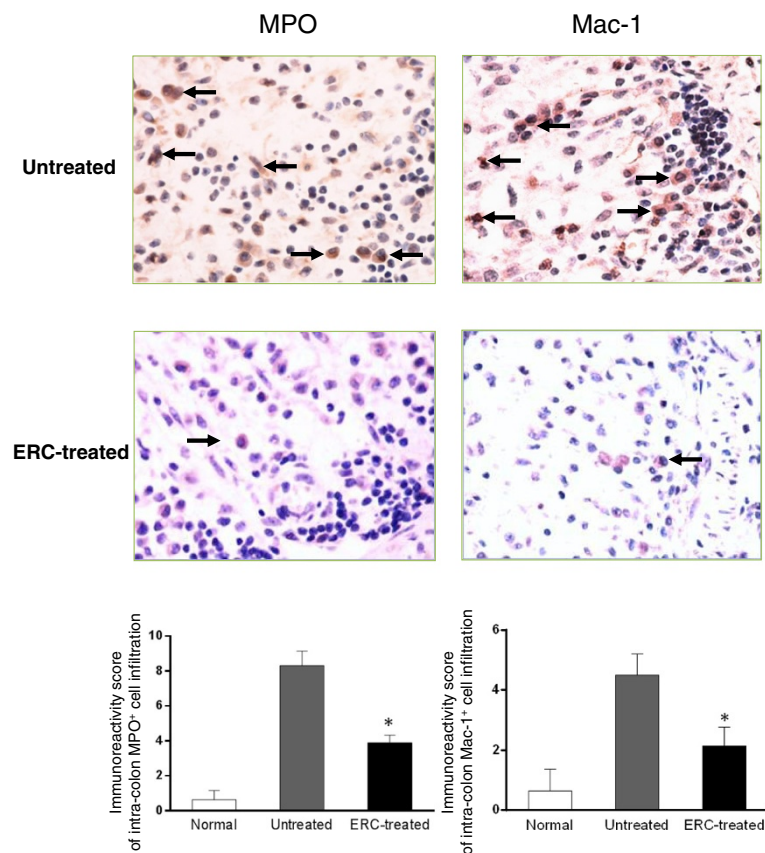 MPO
Mac-1
Untreated
ERC-treated
Immunoreactivity score
of intra-colon MPO⁺ cell infiltration
10
8
6
4
2
0
Normal
Untreated
ERC-treated
*
Immunoreactivity score
of intra-colon Mac-1⁺ cell infiltration
6
4
2
0
Normal
Untreated
ERC-treated
*